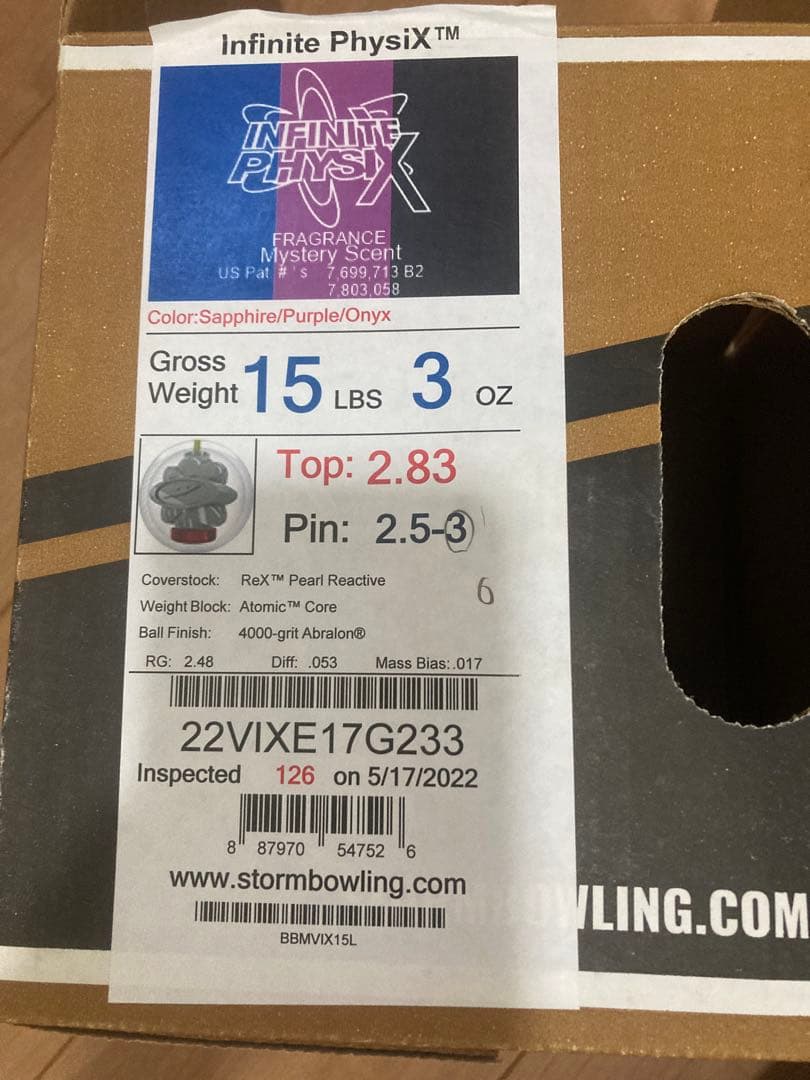 Infinite PhysiX™
INFINITE
PHYSIX
FRAGRANCE
Mystery Scent
US Pat. #'s 7,699,713 B2
7,803,058
Color:Sapphire/Purple/Onyx
Gross
Weight 15 LBS 3 OZ
Top: 2.83
Pin: 2.5-3
6
Coverstock: ReX™ Pearl Reactive
Weight Block: Atomic™ Core
Ball Finish: 4000-grit Abralon®
RG: 2.48 Diff: .053 Mass Bias: .017
22VIXE17G233
Inspected 126 on 5/17/2022
8 87970 54752 6
www.stormbowling.com
BBMVIX15L
WLING.COM